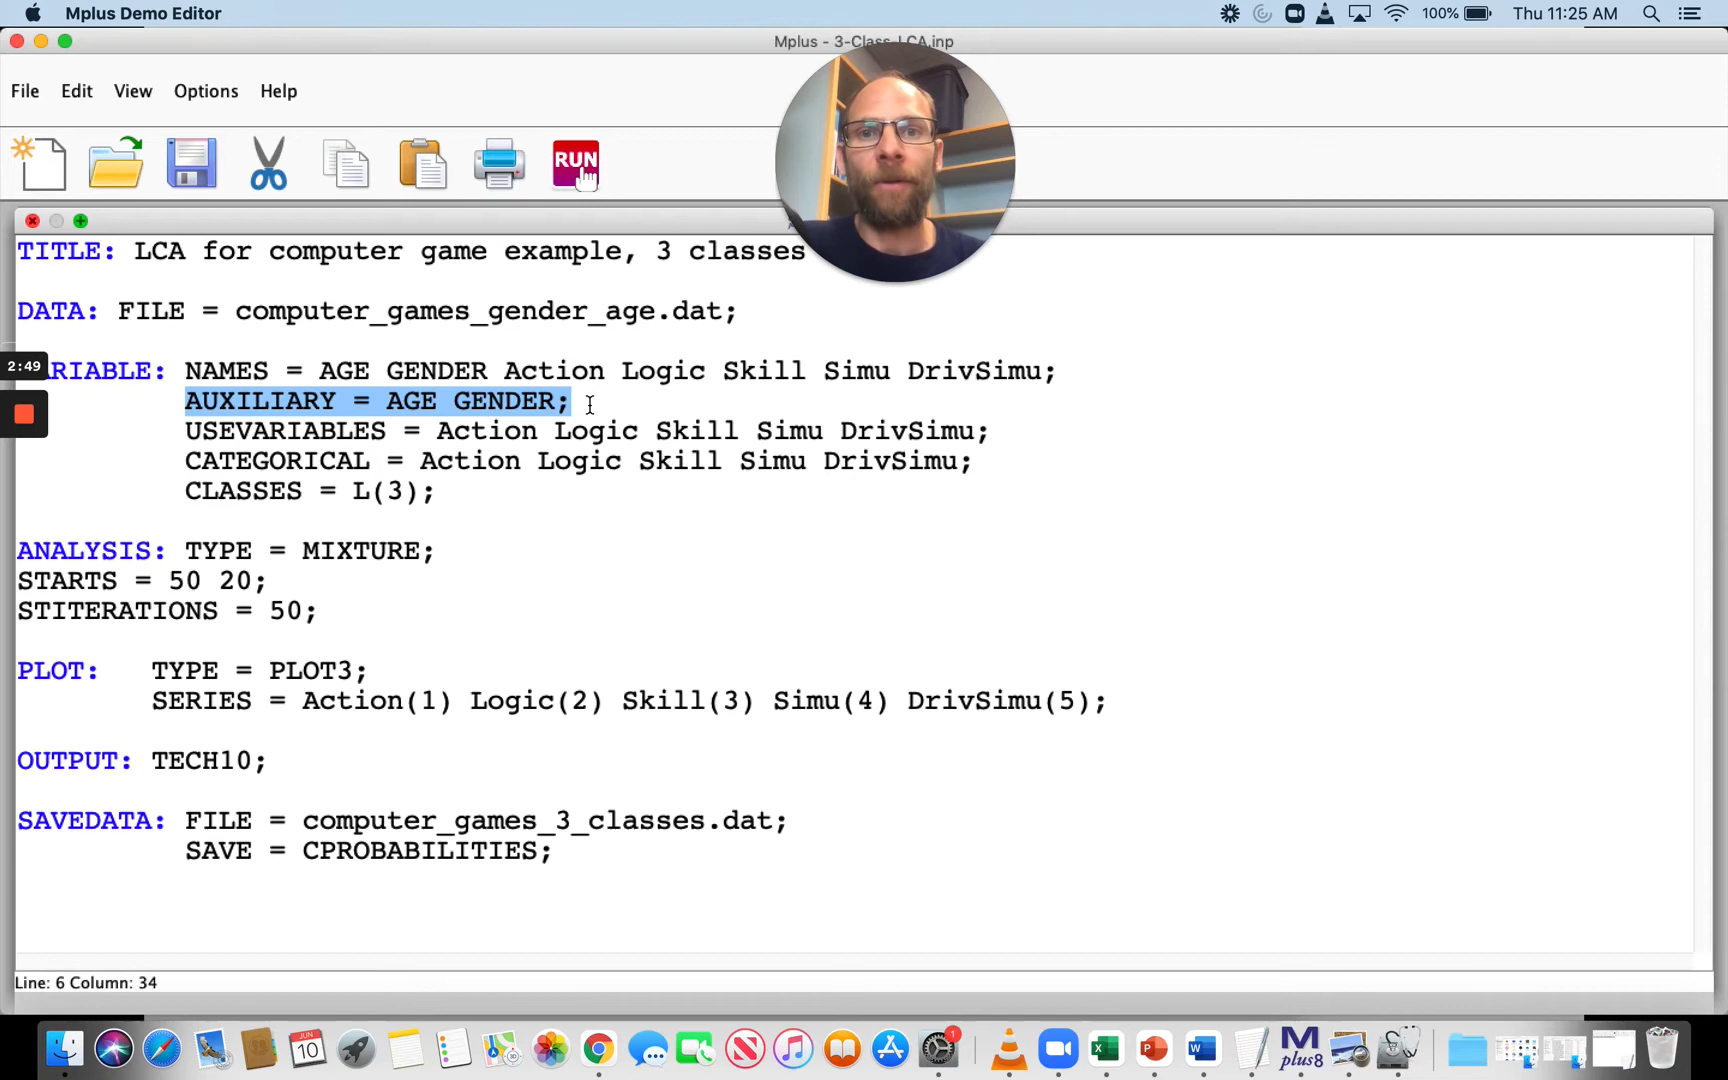 Mplus Demo Editor
100%
Thu 11:25 AM
Mplus - 3-Class-LCA.inp
File Edit View Options Help
RUN
TITLE: LCA for computer game example, 3 classes
DATA: FILE = computer_games_gender_age.dat;
2:49
ARIABLE: NAMES = AGE GENDER Action Logic Skill Simu DrivSimu;
AUXILIARY = AGE GENDER;
USEVARIABLES = Action Logic Skill Simu DrivSimu;
CATEGORICAL = Action Logic Skill Simu DrivSimu;
CLASSES = L(3);
ANALYSIS: TYPE = MIXTURE;
STARTS = 50 20;
STITERATIONS = 50;
PLOT: TYPE = PLOT3;
SERIES = Action(1) Logic(2) Skill(3) Simu(4) DrivSimu(5);
OUTPUT: TECH10;
SAVEDATA: FILE = computer_games_3_classes.dat;
SAVE = CPROBABILITIES;
Line: 6 Column: 34
JUN
10
1
M
plus8